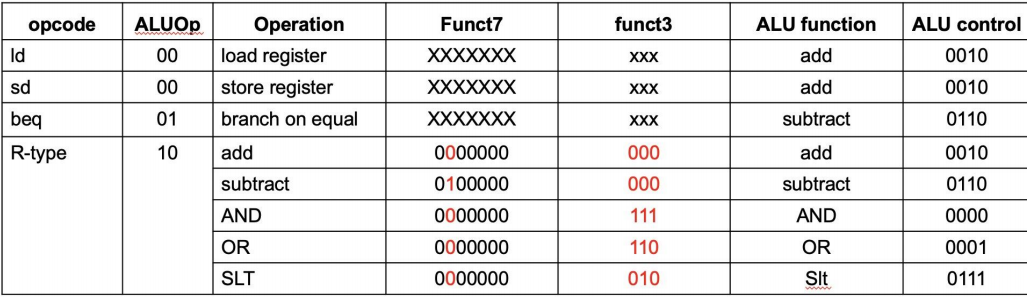 opcode ALUOp Operation Funct7 funct3 ALU function ALU control
ld 00 load register XXXXXXX xxx add 0010
sd 00 store register XXXXXXX xxx add 0010
beq 01 branch on equal XXXXXXX xxx subtract 0110
R-type 10 add 0000000 000 add 0010
subtract 0100000 000 subtract 0110
AND 0000000 111 AND 0000
OR 0000000 110 OR 0001
SLT 0000000 010 Slt 0111